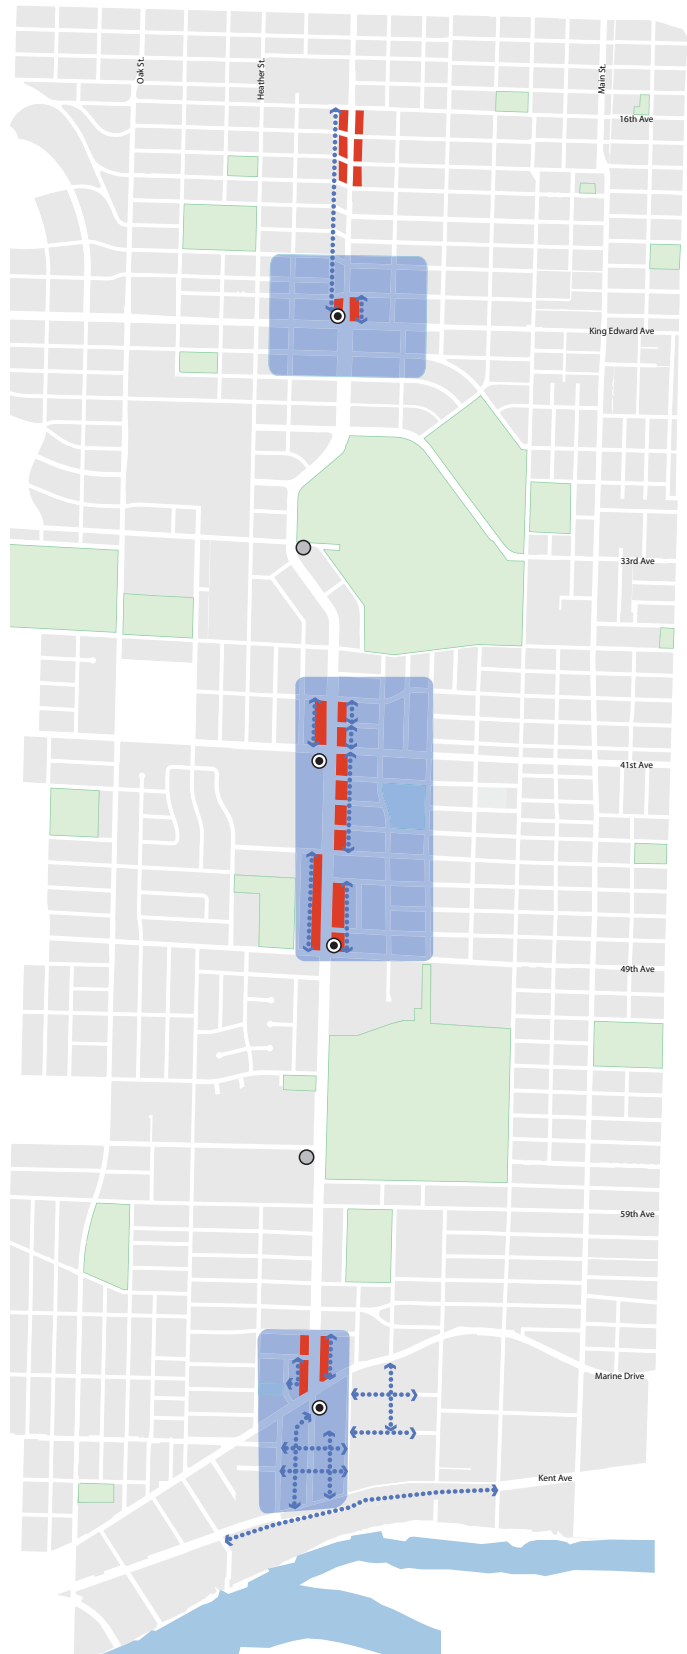 Oak St.
Heather St.
Main St.
16th Ave
King Edward Ave
33rd Ave
41st Ave
49th Ave
59th Ave
Marine Drive
Kent Ave